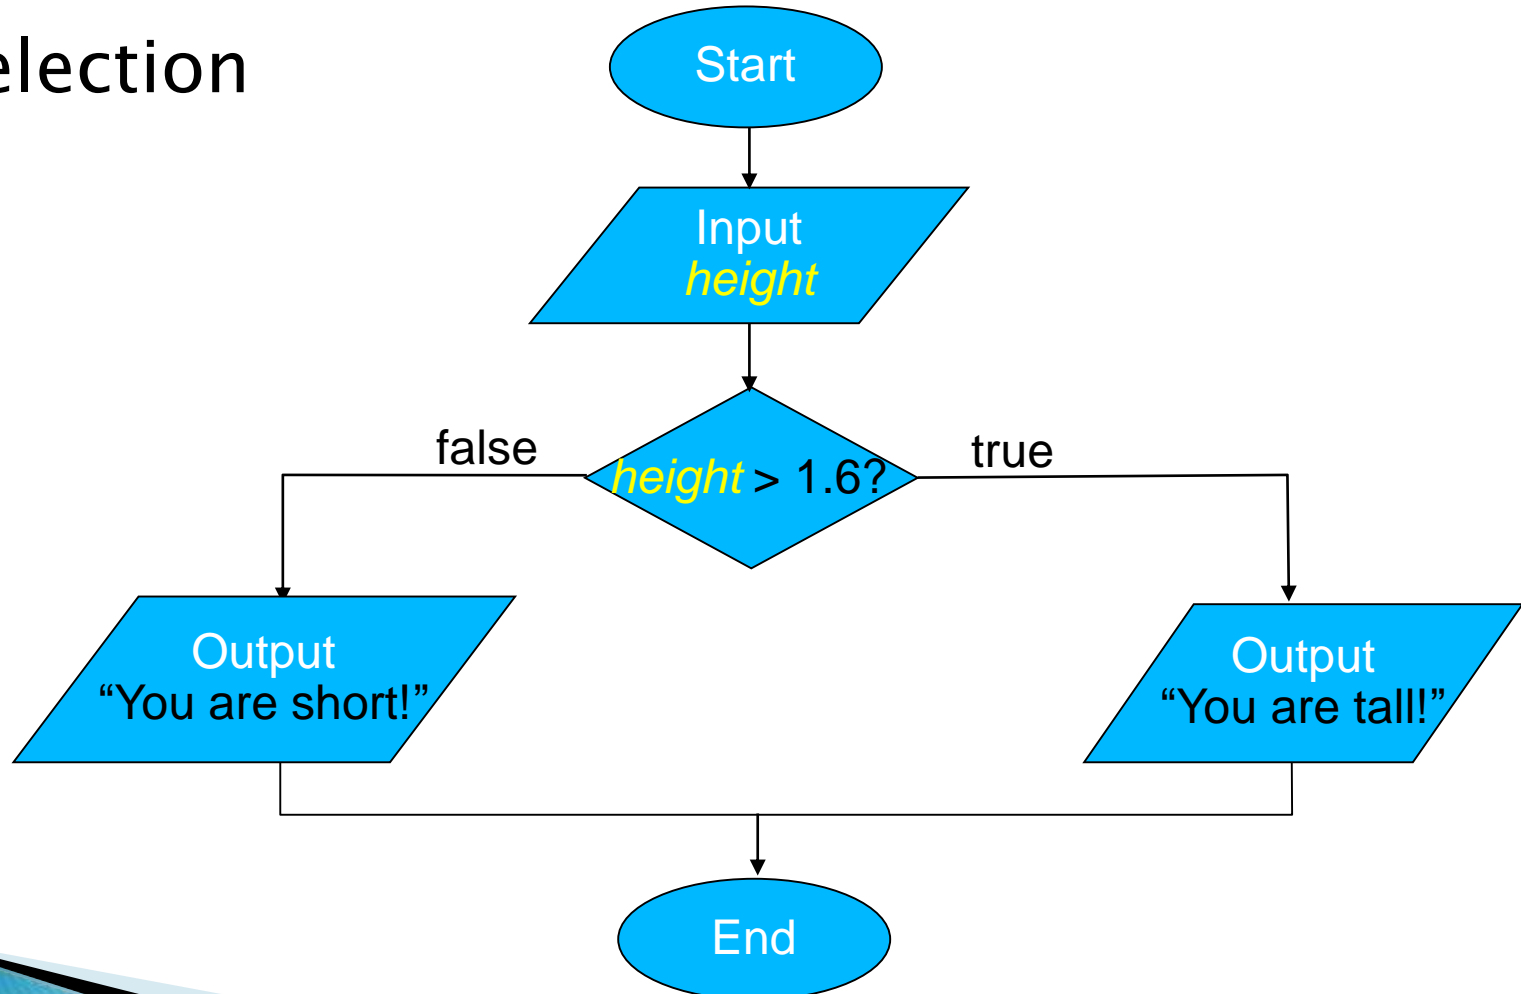 election
Start
Input
height
false
height > 1.6?
true
Output
“You are short!”
Output
“You are tall!”
End